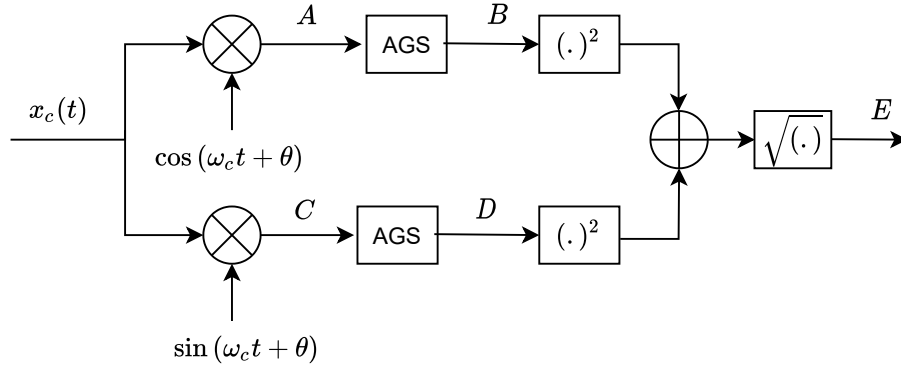 A B
AGS (.)²
x_c(t) E
cos (ω_c t + θ) √(.)
C D
AGS (.)²
sin (ω_c t + θ)